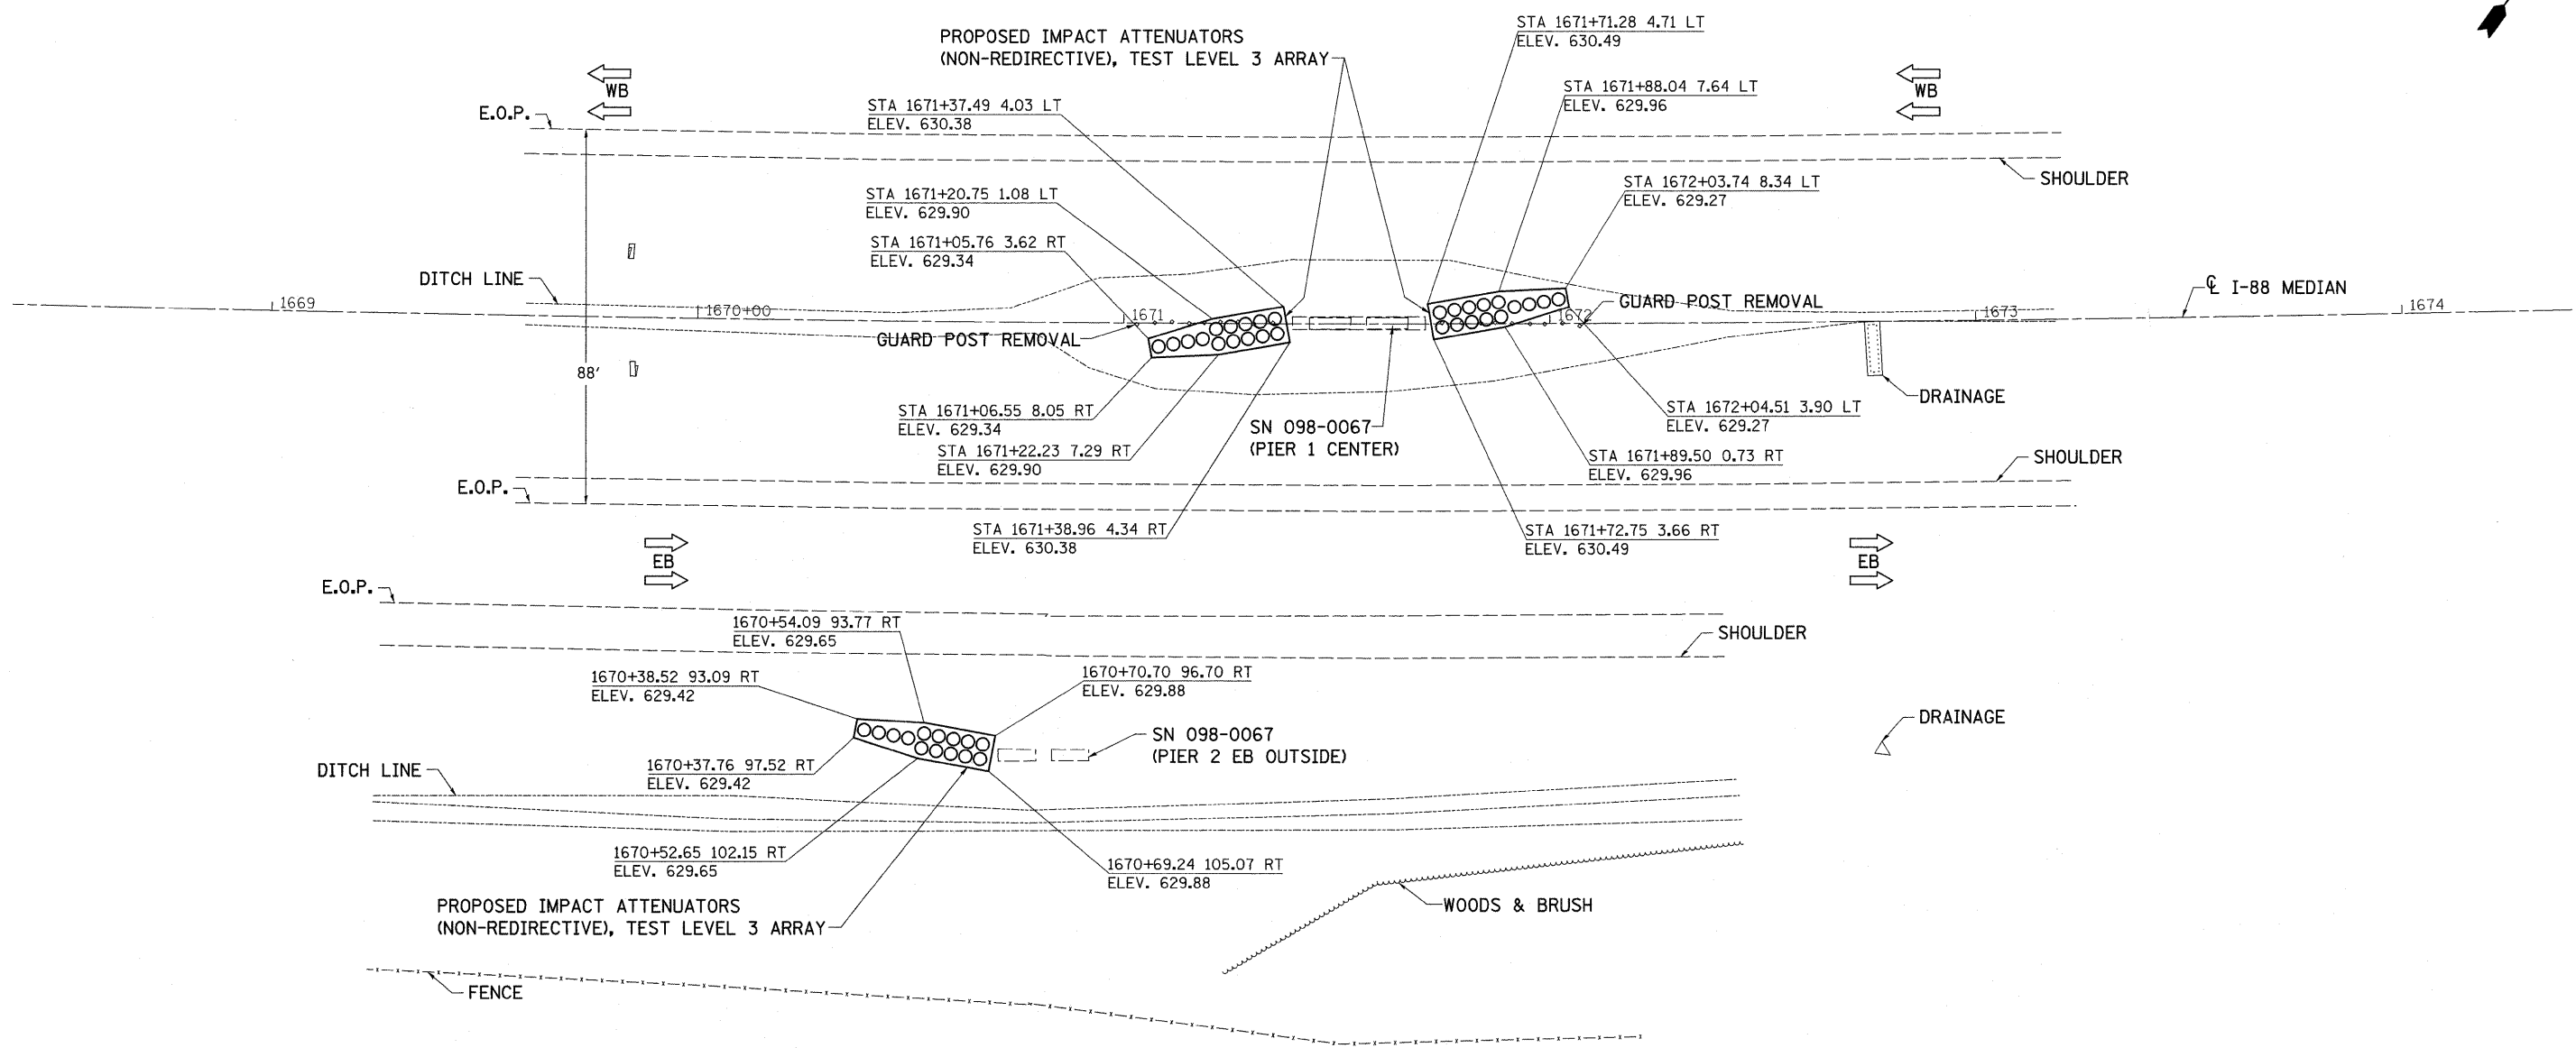 STA 1671+71.28 4.71 LT
ELEV. 630.49
PROPOSED IMPACT ATTENUATORS
(NON-REDIRECTIVE), TEST LEVEL 3 ARRAY
WB
WB
STA 1671+88.04 7.64 LT
ELEV. 629.96
STA 1671+37.49 4.03 LT
ELEV. 630.38
E.O.P.
SHOULDER
STA 1672+03.74 8.34 LT
ELEV. 629.27
STA 1671+20.75 1.08 LT
ELEV. 629.90
STA 1671+05.76 3.62 RT
ELEV. 629.34
DITCH LINE
℄ I-88 MEDIAN
GUARD POST REMOVAL
1669
1670+00
1671
1672
1673
1674
GUARD POST REMOVAL
88'
DRAINAGE
STA 1671+06.55 8.05 RT
ELEV. 629.34
STA 1672+04.51 3.90 LT
ELEV. 629.27
SN 098-0067
(PIER 1 CENTER)
STA 1671+22.23 7.29 RT
ELEV. 629.90
STA 1671+89.50 0.73 RT
ELEV. 629.96
SHOULDER
E.O.P.
STA 1671+38.96 4.34 RT
ELEV. 630.38
STA 1671+72.75 3.66 RT
ELEV. 630.49
EB
EB
E.O.P.
1670+54.09 93.77 RT
ELEV. 629.65
SHOULDER
1670+38.52 93.09 RT
ELEV. 629.42
1670+70.70 96.70 RT
ELEV. 629.88
DRAINAGE
SN 098-0067
(PIER 2 EB OUTSIDE)
1670+37.76 97.52 RT
ELEV. 629.42
DITCH LINE
1670+52.65 102.15 RT
ELEV. 629.65
1670+69.24 105.07 RT
ELEV. 629.88
PROPOSED IMPACT ATTENUATORS
(NON-REDIRECTIVE), TEST LEVEL 3 ARRAY
WOODS & BRUSH
FENCE